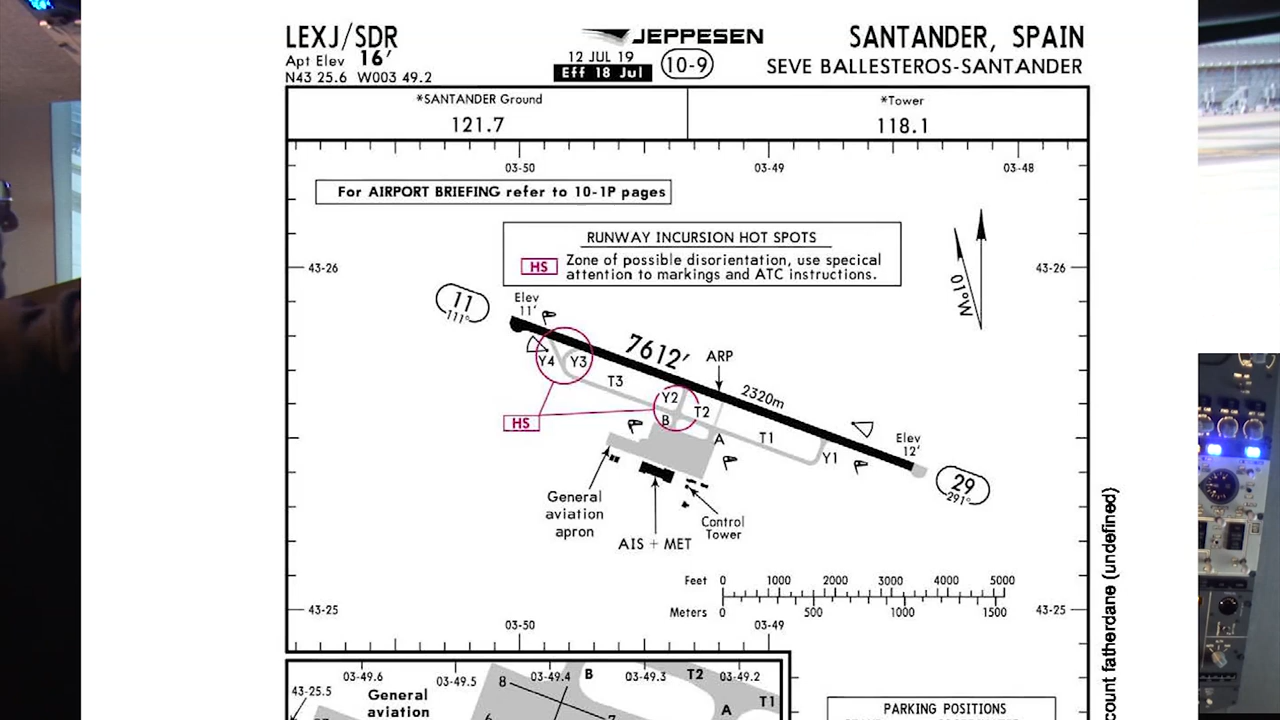 LEXJ/SDR
Apt Elev 16'
N43 25.6 W003 49.2
JEPPESEN
12 JUL 19
Eff 18 Jul
10-9
SANTANDER, SPAIN
SEVE BALLESTEROS-SANTANDER
*SANTANDER Ground
121.7
*Tower
118.1
03-50
03-49
03-48
For AIRPORT BRIEFING refer to 10-1P pages
RUNWAY INCURSION HOT SPOTS
HS
Zone of possible disorientation, use specical
attention to markings and ATC instructions.
43-26
43-26
01°W
11
111°
Elev
11'
7612'
ARP
2320m
Y4
Y3
T3
Y2
T2
B
HS
A
T1
Y1
Elev
12'
29
291°
General
aviation
apron
AIS + MET
Control
Tower
Feet 0 1000 2000 3000 4000 5000
Meters 0 500 1000 1500
43-25
43-25
03-50
03-49
count fatherdane (undefined)
03-49.6
03-49.5
03-49.4
B
03-49.3
T2
03-49.2
43-25.5
General
aviation
8
7
A
T1
PARKING POSITIONS